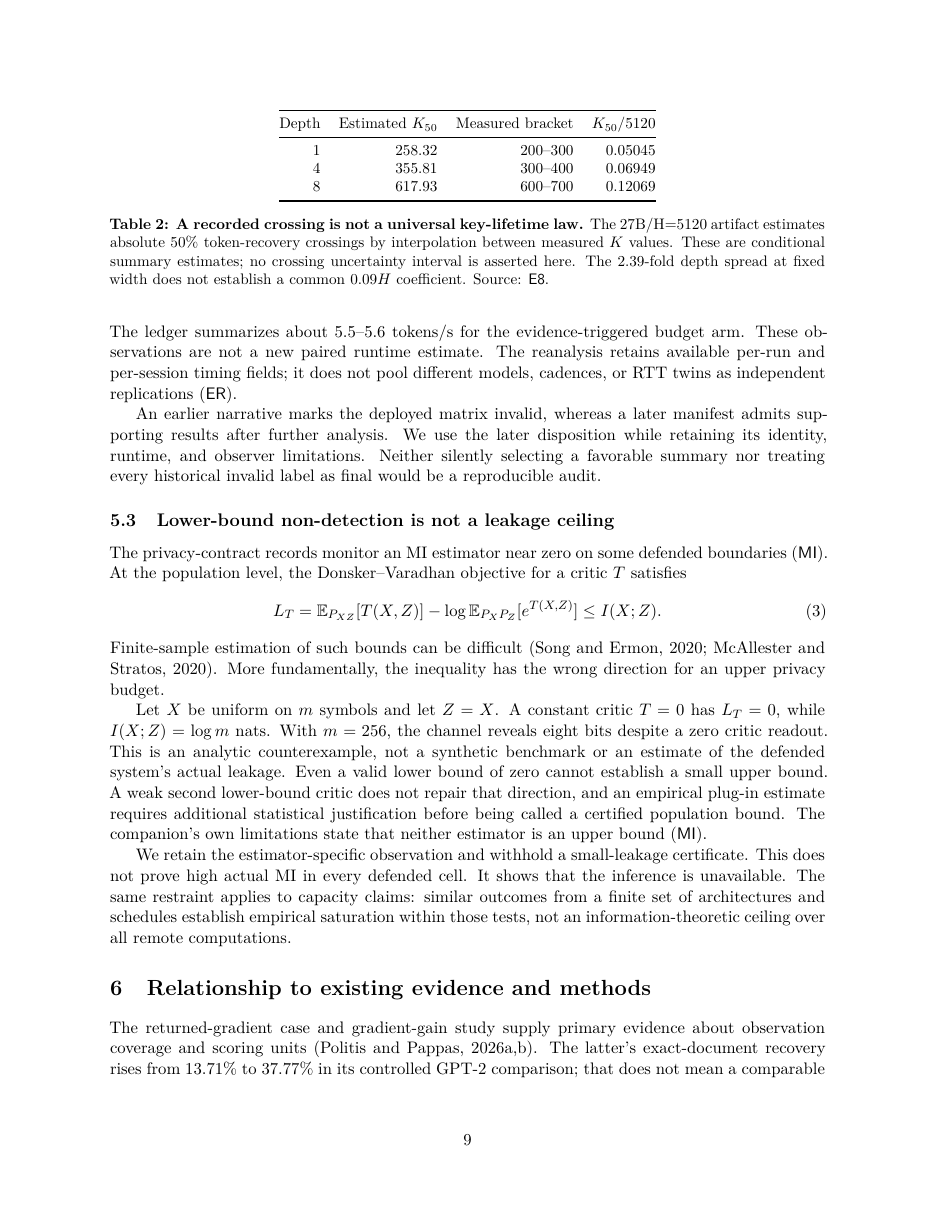 Depth Estimated K50 Measured bracket K50/5120
1 258.32 200–300 0.05045
4 355.81 300–400 0.06949
8 617.93 600–700 0.12069
Table 2: A recorded crossing is not a universal key-lifetime law. The 27B/H=5120 artifact estimates
absolute 50% token-recovery crossings by interpolation between measured K values. These are conditional
summary estimates; no crossing uncertainty interval is asserted here. The 2.39-fold depth spread at fixed
width does not establish a common 0.09H coefficient. Source: E8.
The ledger summarizes about 5.5–5.6 tokens/s for the evidence-triggered budget arm. These ob-
servations are not a new paired runtime estimate. The reanalysis retains available per-run and
per-session timing fields; it does not pool different models, cadences, or RTT twins as independent
replications (ER).
An earlier narrative marks the deployed matrix invalid, whereas a later manifest admits sup-
porting results after further analysis. We use the later disposition while retaining its identity,
runtime, and observer limitations. Neither silently selecting a favorable summary nor treating
every historical invalid label as final would be a reproducible audit.
5.3 Lower-bound non-detection is not a leakage ceiling
The privacy-contract records monitor an MI estimator near zero on some defended boundaries (MI).
At the population level, the Donsker–Varadhan objective for a critic T satisfies
L_T = 𝔼_{P_{XZ}}[T(X, Z)] − log 𝔼_{P_X P_Z}[e^{T(X,Z)}] ≤ I(X; Z). (3)
Finite-sample estimation of such bounds can be difficult (Song and Ermon, 2020; McAllester and
Stratos, 2020). More fundamentally, the inequality has the wrong direction for an upper privacy
budget.
Let X be uniform on m symbols and let Z = X. A constant critic T = 0 has L_T = 0, while
I(X; Z) = log m nats. With m = 256, the channel reveals eight bits despite a zero critic readout.
This is an analytic counterexample, not a synthetic benchmark or an estimate of the defended
system's actual leakage. Even a valid lower bound of zero cannot establish a small upper bound.
A weak second lower-bound critic does not repair that direction, and an empirical plug-in estimate
requires additional statistical justification before being called a certified population bound. The
companion's own limitations state that neither estimator is an upper bound (MI).
We retain the estimator-specific observation and withhold a small-leakage certificate. This does
not prove high actual MI in every defended cell. It shows that the inference is unavailable. The
same restraint applies to capacity claims: similar outcomes from a finite set of architectures and
schedules establish empirical saturation within those tests, not an information-theoretic ceiling over
all remote computations.
6 Relationship to existing evidence and methods
The returned-gradient case and gradient-gain study supply primary evidence about observation
coverage and scoring units (Politis and Pappas, 2026a,b). The latter's exact-document recovery
rises from 13.71% to 37.77% in its controlled GPT-2 comparison; that does not mean a comparable
9